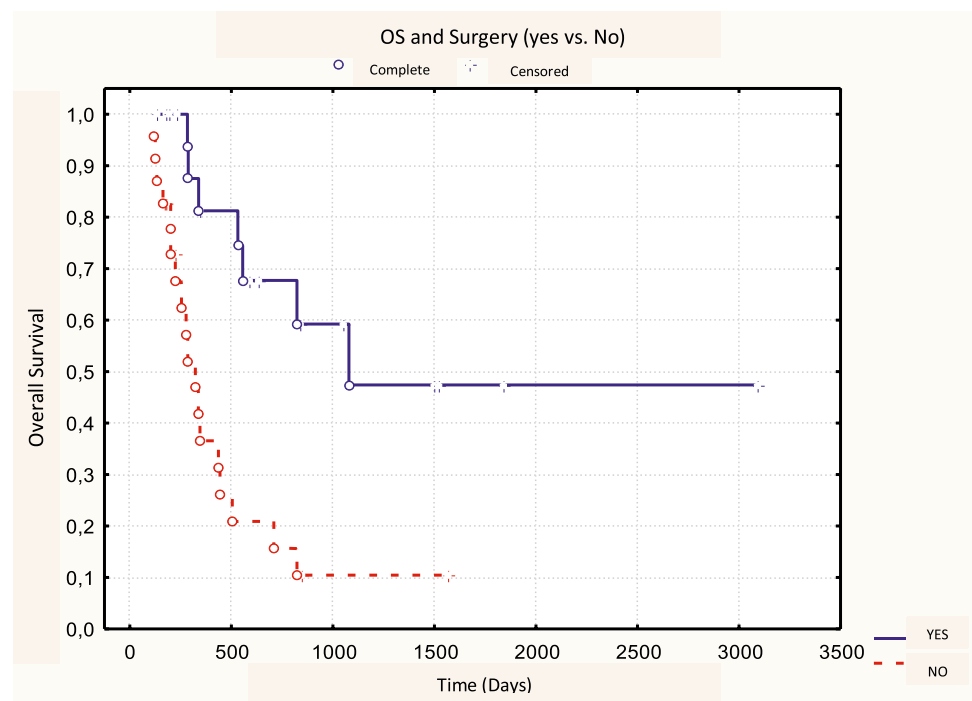 OS and Surgery (yes vs. No)
Complete Censored
Overall Survival
1,0
0,9
0,8
0,7
0,6
0,5
0,4
0,3
0,2
0,1
0,0
0 500 1000 1500 2000 2500 3000 3500
Time (Days)
YES
NO